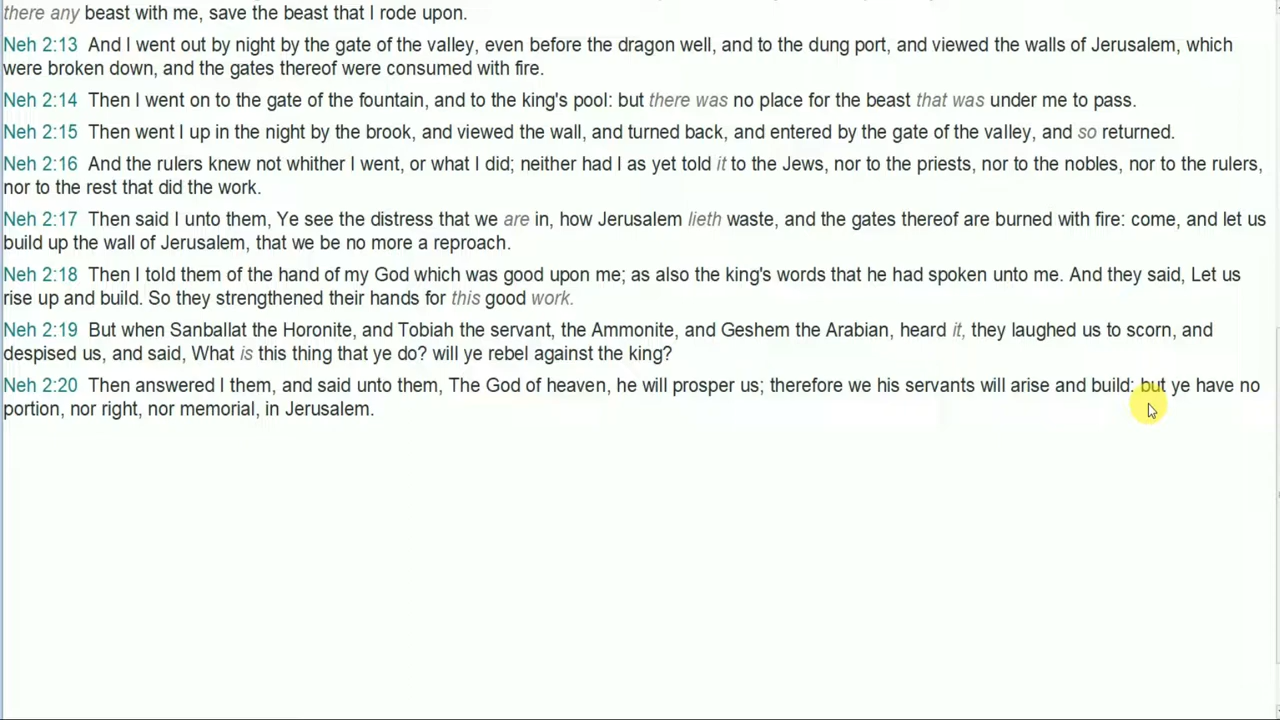 there any beast with me, save the beast that I rode upon.
Neh 2:13 And I went out by night by the gate of the valley, even before the dragon well, and to the dung port, and viewed the walls of Jerusalem, which
were broken down, and the gates thereof were consumed with fire.
Neh 2:14 Then I went on to the gate of the fountain, and to the king's pool: but there was no place for the beast that was under me to pass.
Neh 2:15 Then went I up in the night by the brook, and viewed the wall, and turned back, and entered by the gate of the valley, and so returned.
Neh 2:16 And the rulers knew not whither I went, or what I did; neither had I as yet told it to the Jews, nor to the priests, nor to the nobles, nor to the rulers,
nor to the rest that did the work.
Neh 2:17 Then said I unto them, Ye see the distress that we are in, how Jerusalem lieth waste, and the gates thereof are burned with fire: come, and let us
build up the wall of Jerusalem, that we be no more a reproach.
Neh 2:18 Then I told them of the hand of my God which was good upon me; as also the king's words that he had spoken unto me. And they said, Let us
rise up and build. So they strengthened their hands for this good work.
Neh 2:19 But when Sanballat the Horonite, and Tobiah the servant, the Ammonite, and Geshem the Arabian, heard it, they laughed us to scorn, and
despised us, and said, What is this thing that ye do? will ye rebel against the king?
Neh 2:20 Then answered I them, and said unto them, The God of heaven, he will prosper us; therefore we his servants will arise and build: but ye have no
portion, nor right, nor memorial, in Jerusalem.